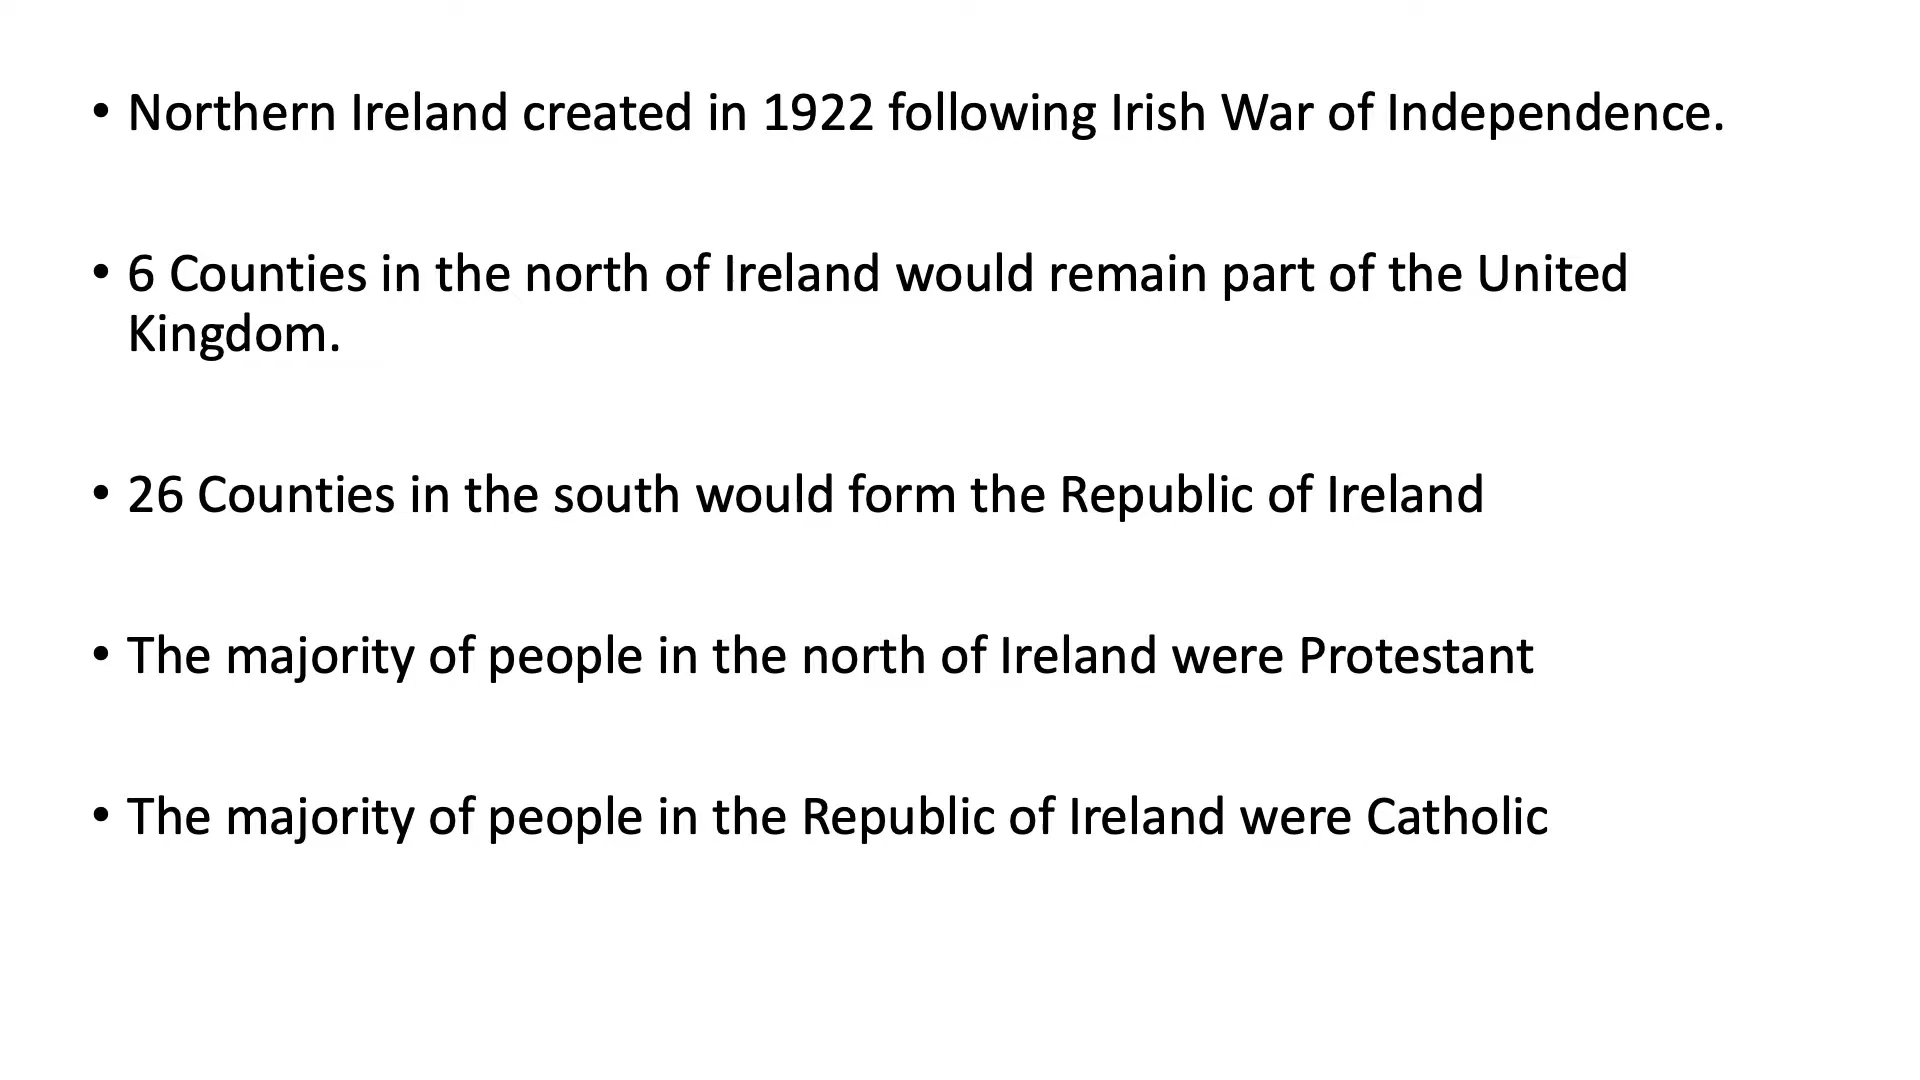 • Northern Ireland created in 1922 following Irish War of Independence.
• 6 Counties in the north of Ireland would remain part of the United
Kingdom.
• 26 Counties in the south would form the Republic of Ireland
• The majority of people in the north of Ireland were Protestant
• The majority of people in the Republic of Ireland were Catholic